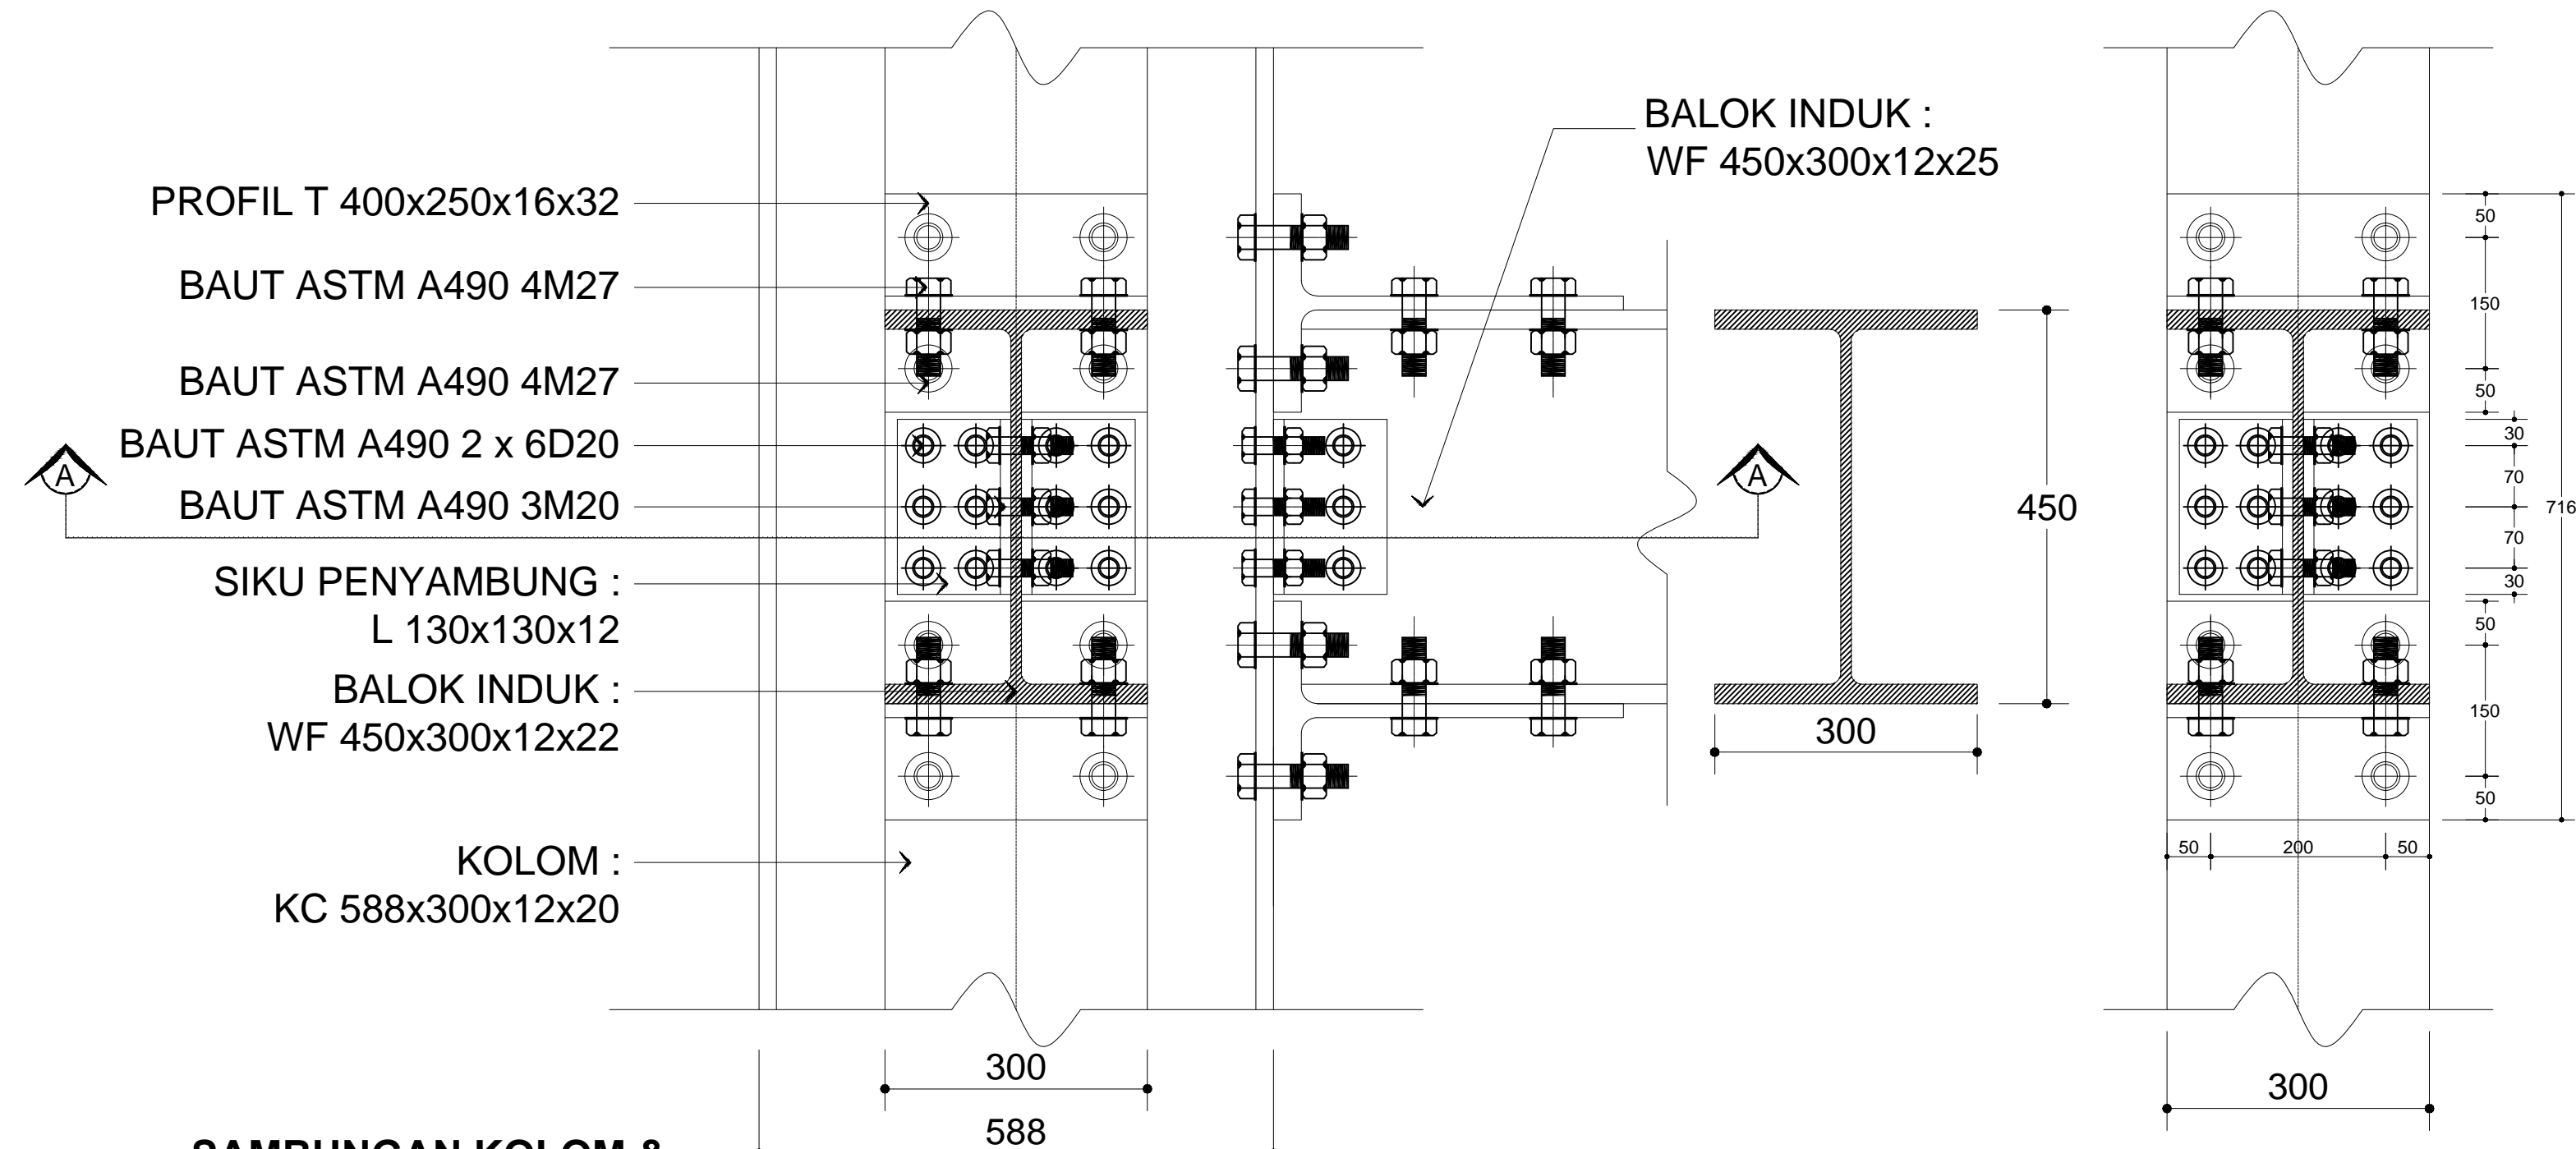 BALOK INDUK :
WF 450x300x12x25
PROFIL T 400x250x16x32
BAUT ASTM A490 4M27
BAUT ASTM A490 4M27
BAUT ASTM A490 2 x 6D20
BAUT ASTM A490 3M20
SIKU PENYAMBUNG :
L 130x130x12
BALOK INDUK :
WF 450x300x12x22
KOLOM :
KC 588x300x12x20
A
A
450
300
300
588
50
150
50
30
70
70
30
50
150
50
716
50
200
50
300
SAMBUNGAN KOLOM &